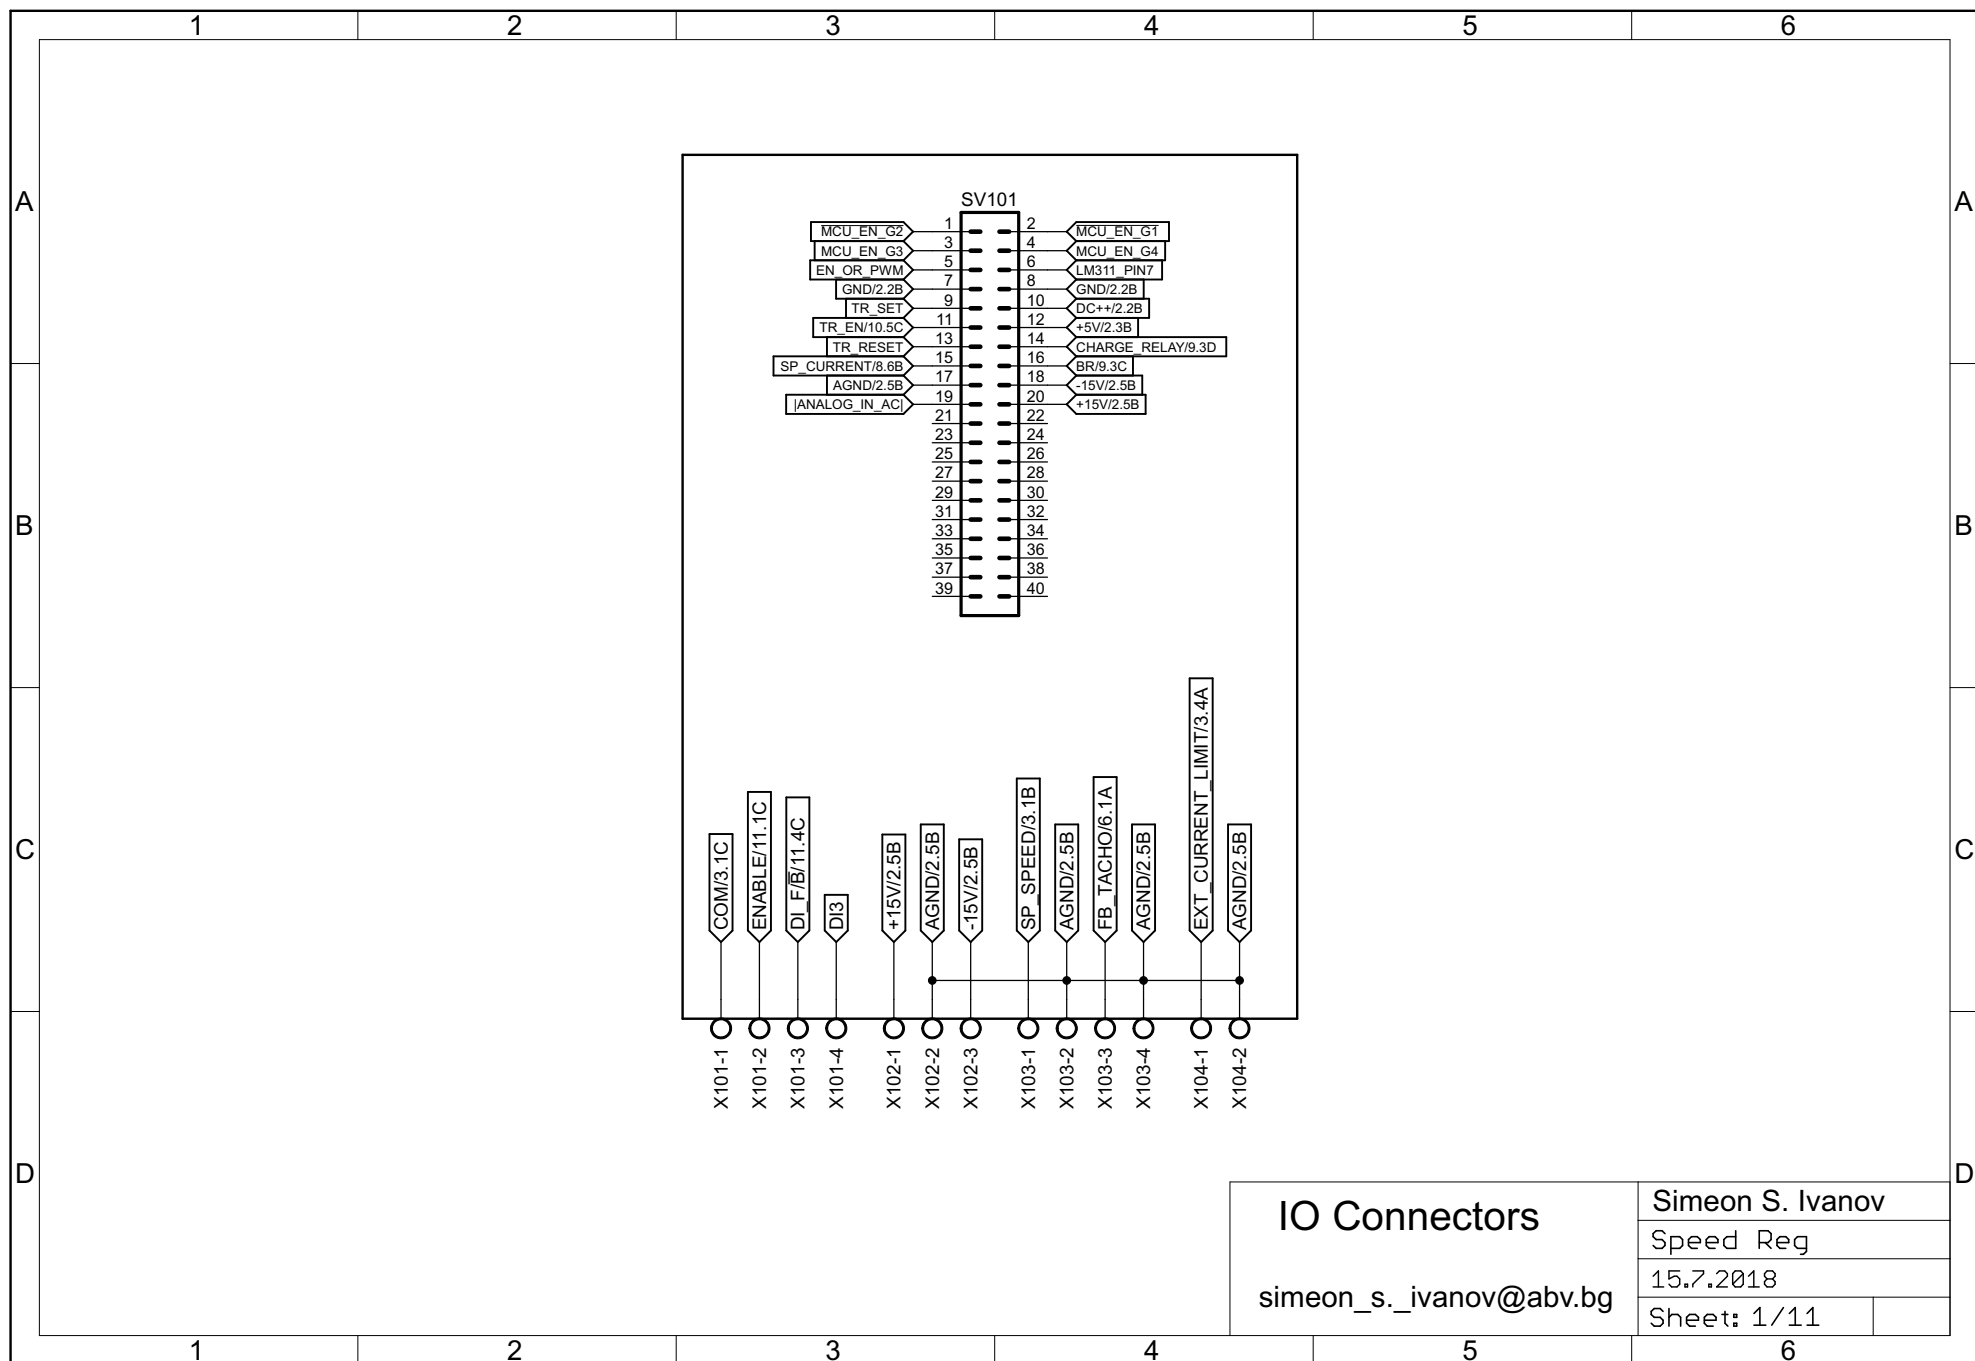 1 2 3 4 5 6
A A
SV101
MCU_EN_G2 1 2 MCU_EN_G1
MCU_EN_G3 3 4 MCU_EN_G4
EN_OR_PWM 5 6 LM311_PIN7
GND/2.2B 7 8 GND/2.2B
TR_SET 9 10 DC++/2.2B
TR_EN/10.5C 11 12 +5V/2.3B
TR_RESET 13 14 CHARGE_RELAY/9.3D
SP_CURRENT/8.6B 15 16 BR/9.3C
AGND/2.5B 17 18 -15V/2.5B
|ANALOG_IN_AC| 19 20 +15V/2.5B
21 22
23 24
25 26
27 28
29 30
31 32
B B
33 34
35 36
37 38
39 40
C C
COM/3.1C
ENABLE/11.1C
DI_F/B/11.4C
DI3
+15V/2.5B
AGND/2.5B
-15V/2.5B
SP_SPEED/3.1B
AGND/2.5B
FB_TACHO/6.1A
AGND/2.5B
EXT_CURRENT_LIMIT/3.4A
AGND/2.5B
X101-1
X101-2
X101-3
X101-4
X102-1
X102-2
X102-3
X103-1
X103-2
X103-3
X103-4
X104-1
X104-2
D D
IO Connectors
simeon_s._ivanov@abv.bg
Simeon S. Ivanov
Speed Reg
15.7.2018
Sheet: 1/11
1 2 3 4 5 6